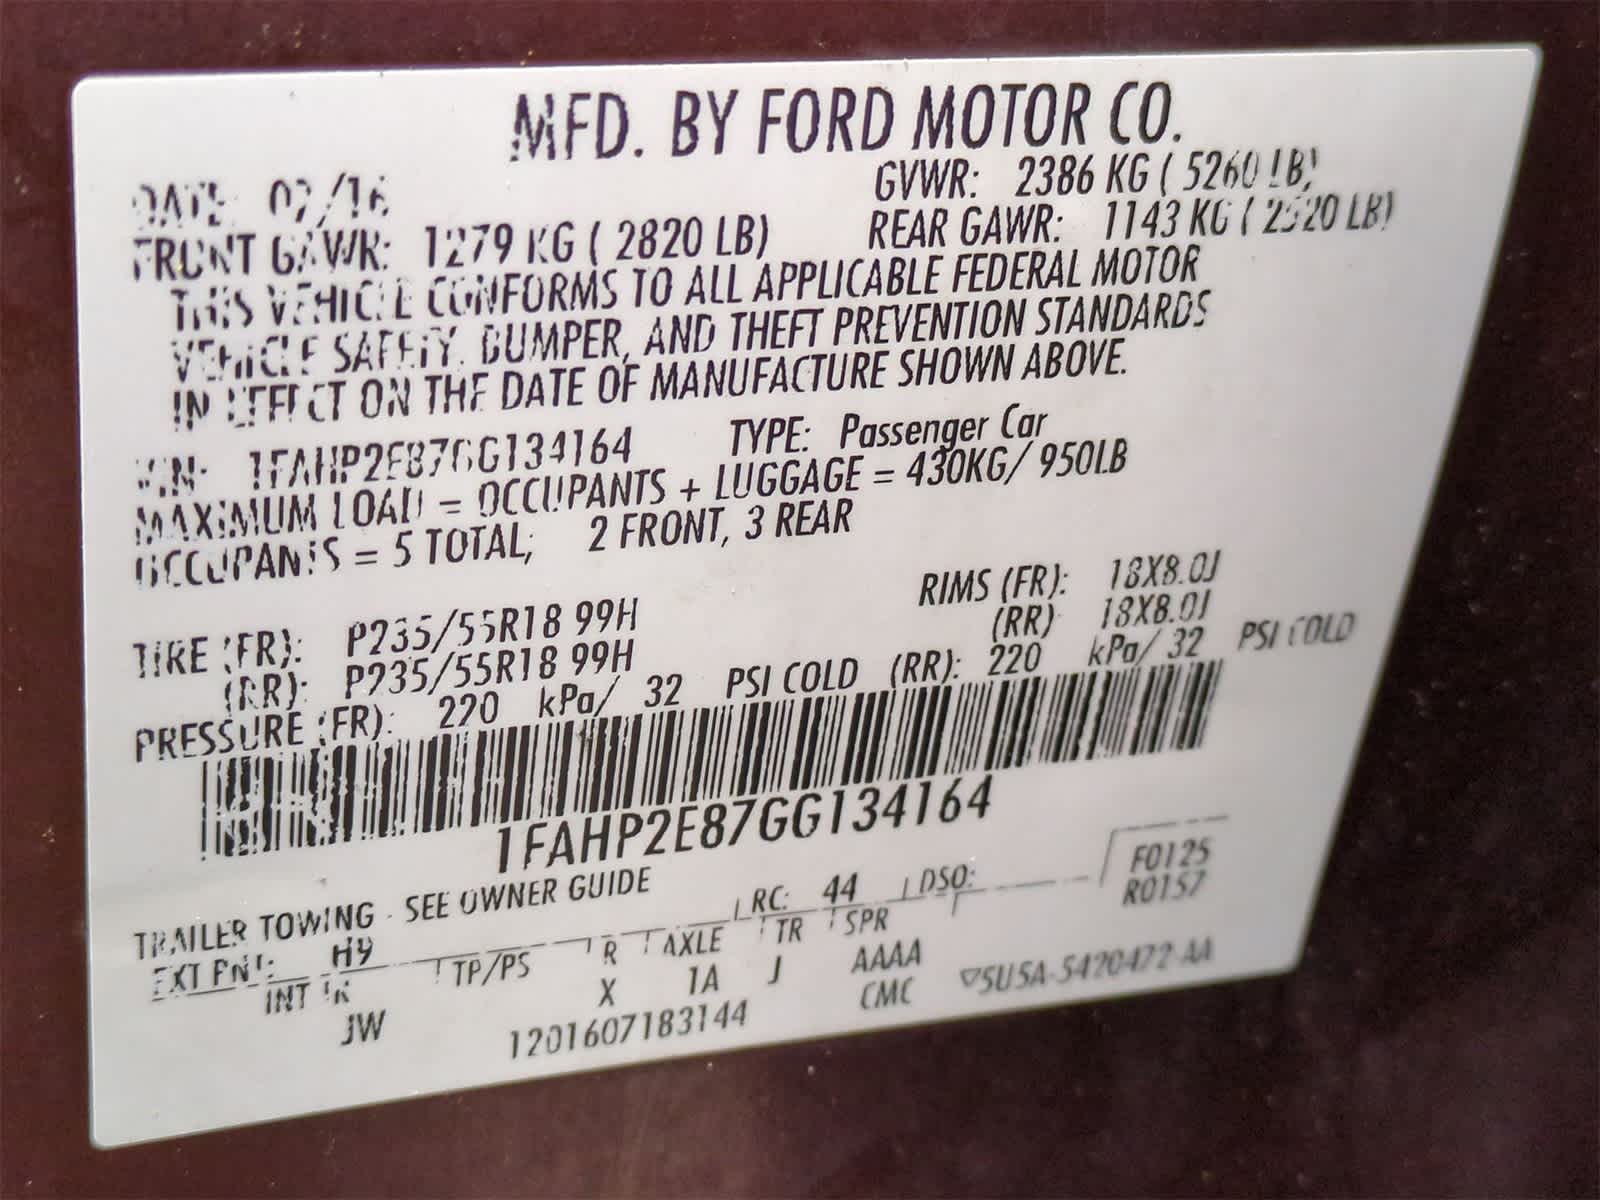 MFD. BY FORD MOTOR CO.
DATE: 07/16 GVWR: 2386 KG ( 5260 LB)
FRONT GAWR: 1279 KG ( 2820 LB) REAR GAWR: 1143 KG ( 2520 LB)
THIS VEHICLE CONFORMS TO ALL APPLICABLE FEDERAL MOTOR
VEHICLE SAFETY, BUMPER, AND THEFT PREVENTION STANDARDS
IN EFFECT ON THE DATE OF MANUFACTURE SHOWN ABOVE.
VIN: 1FAHP2E87GG134164 TYPE: Passenger Car
MAXIMUM LOAD = OCCUPANTS + LUGGAGE = 430KG/ 950LB
OCCUPANTS = 5 TOTAL, 2 FRONT, 3 REAR
TIRE (FR): P235/55R18 99H RIMS (FR): 18X8.0J
(RR): P235/55R18 99H (RR) 18X8.0J
PRESSURE (FR): 220 kPa/ 32 PSI COLD (RR): 220 kPa/ 32 PSI COLD
1FAHP2E87GG134164
TRAILER TOWING - SEE OWNER GUIDE
F0125
EXT PNT: H9 RC: 44 DSO: R0157
INT TR TP/PS R AXLE TR SPR
JW X 1A J AAAA
1201607183144 CMC ▽5U5A-5420472-AA